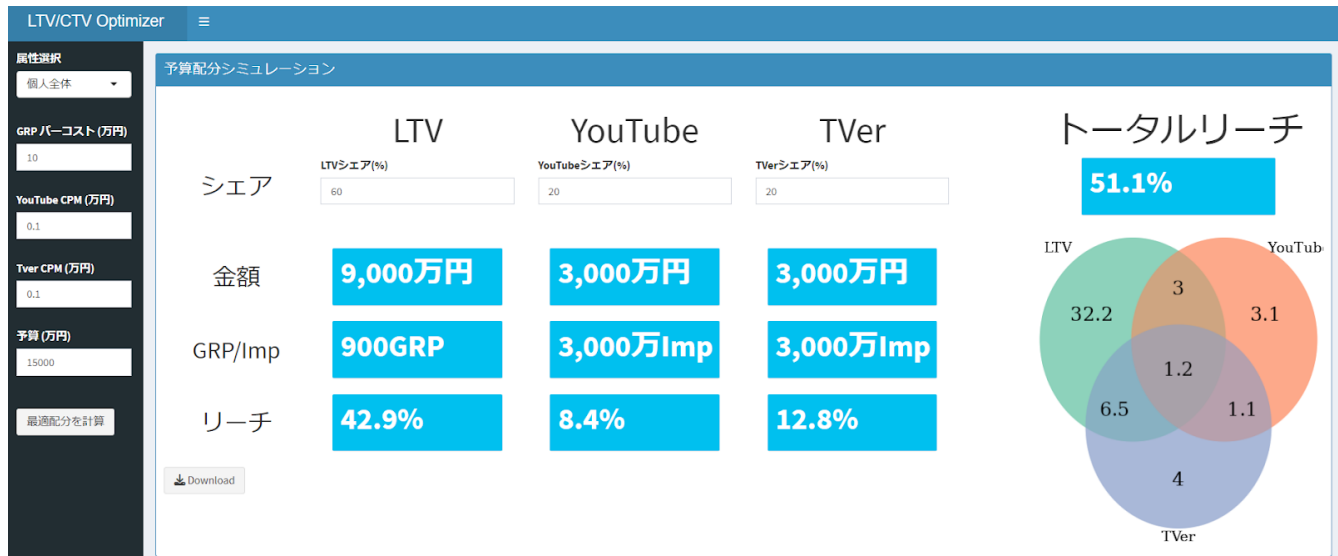 LTV/CTV Optimizer
属性選択
個人全体
GRP パーコスト (万円)
10
YouTube CPM (万円)
0.1
Tver CPM (万円)
0.1
予算 (万円)
15000
最適配分を計算
予算配分シミュレーション
LTV YouTube TVer トータルリーチ
シェア
LTVシェア(%) YouTubeシェア(%) TVerシェア(%)
60 20 20
51.1%
金額 9,000万円 3,000万円 3,000万円
GRP/Imp 900GRP 3,000万Imp 3,000万Imp
リーチ 42.9% 8.4% 12.8%
Download
LTV YouTub
3
32.2 3.1
1.2
6.5 1.1
4
TVer